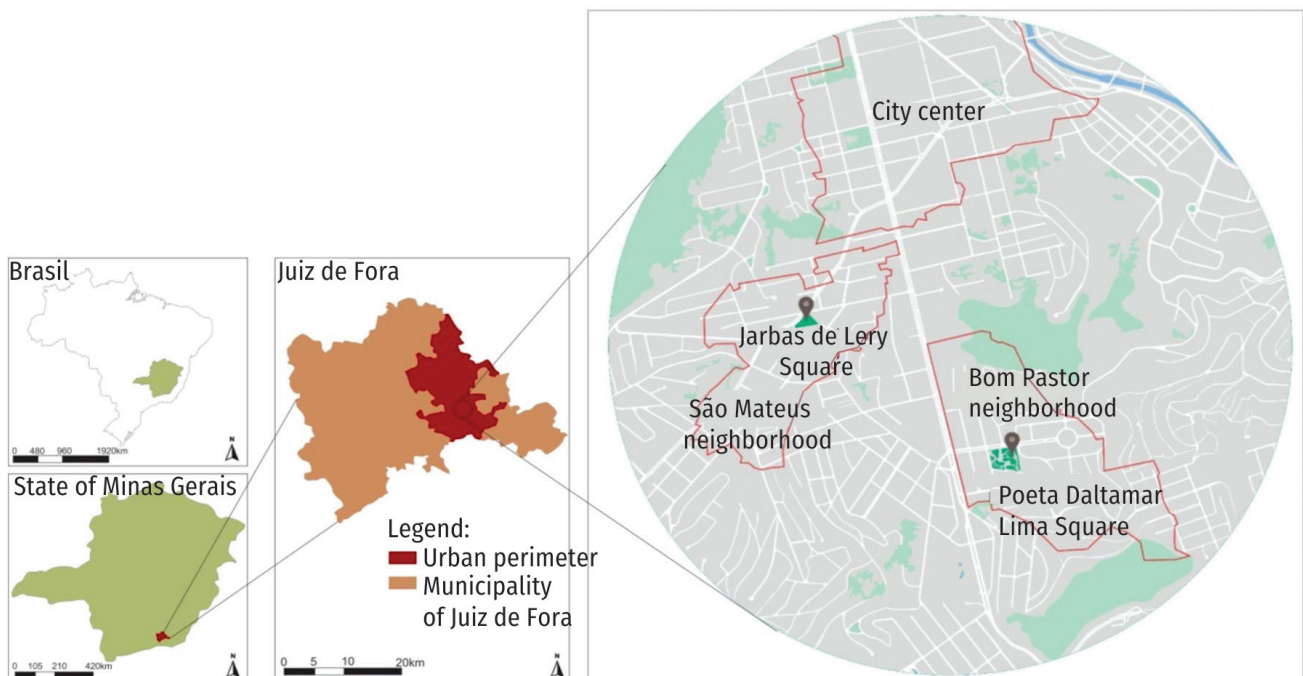 Brasil
N
0 480 960 1920km
State of Minas Gerais
N
0 105 210 420km
Juiz de Fora
Legend:
Urban perimeter
Municipality
of Juiz de Fora
N
0 5 10 20km
City center
Jarbas de Lery
Square
São Mateus
neighborhood
Bom Pastor
neighborhood
Poeta Daltamar
Lima Square